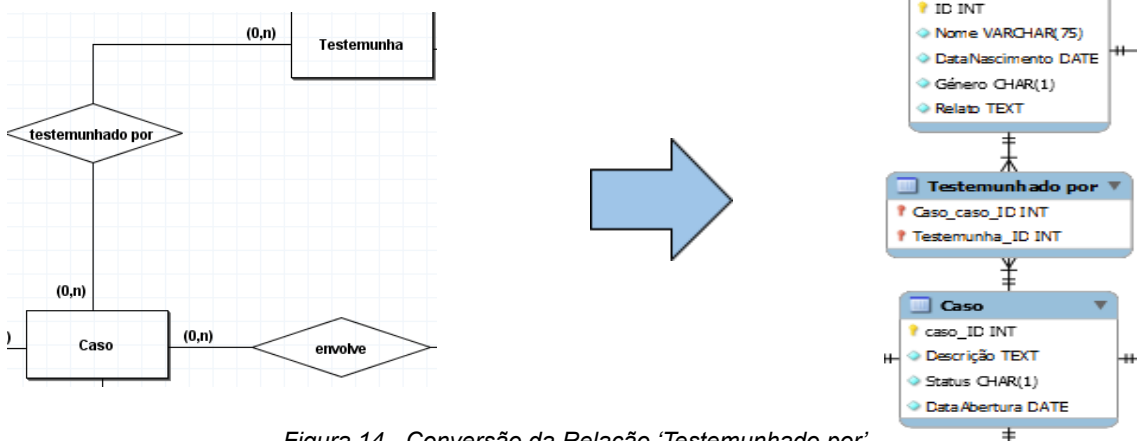 (0,n)
Testemunha
testemunhado por
(0,n)
)
Caso
(0,n)
envolve
ID INT
Nome VARCHAR(75)
DataNascimento DATE
Género CHAR(1)
Relato TEXT
Testemunhado por
Caso_caso_ID INT
Testemunha_ID INT
Caso
caso_ID INT
Descrição TEXT
Status CHAR(1)
DataAbertura DATE
Figura 14 - Conversão da Relação ‘Testemunhado por’